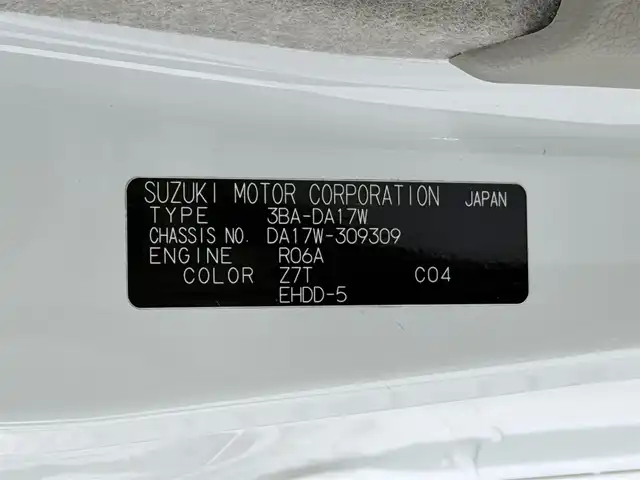 SUZUKI MOTOR CORPORATION JAPAN
TYPE 3BA-DA17W
CHASSIS NO. DA17W-309309
ENGINE R06A
COLOR Z7T C04
EHDD-5